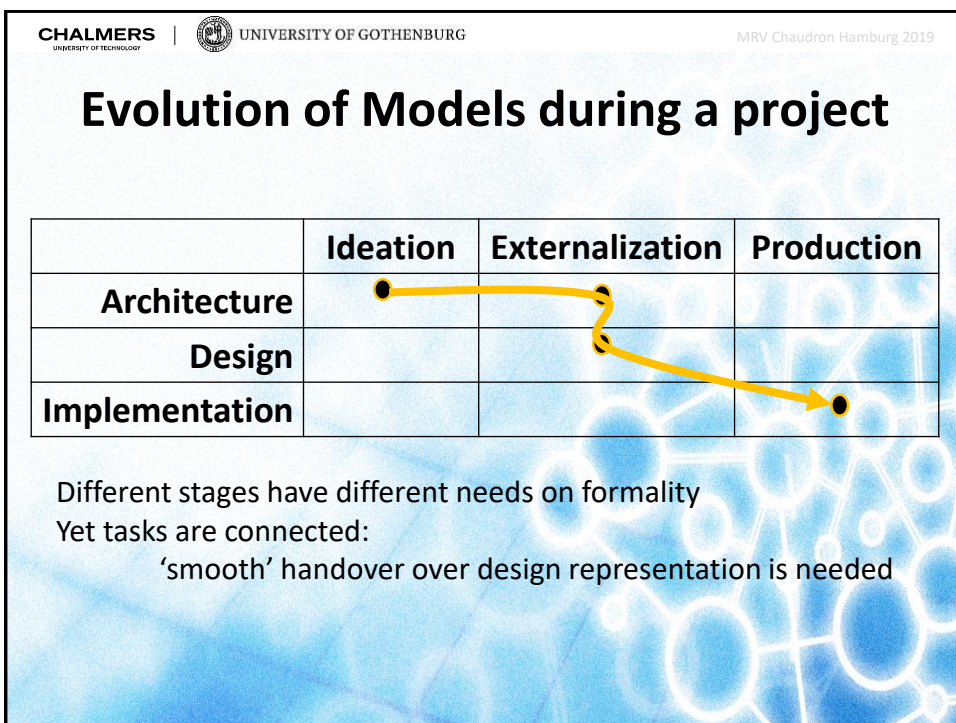 CHALMERS | UNIVERSITY OF GOTHENBURG MRV Chaudron Hamburg 2019
UNIVERSITY OF TECHNOLOGY
Evolution of Models during a project
Ideation Externalization Production
Architecture
Design
Implementation
Different stages have different needs on formality
Yet tasks are connected:
‘smooth’ handover over design representation is needed